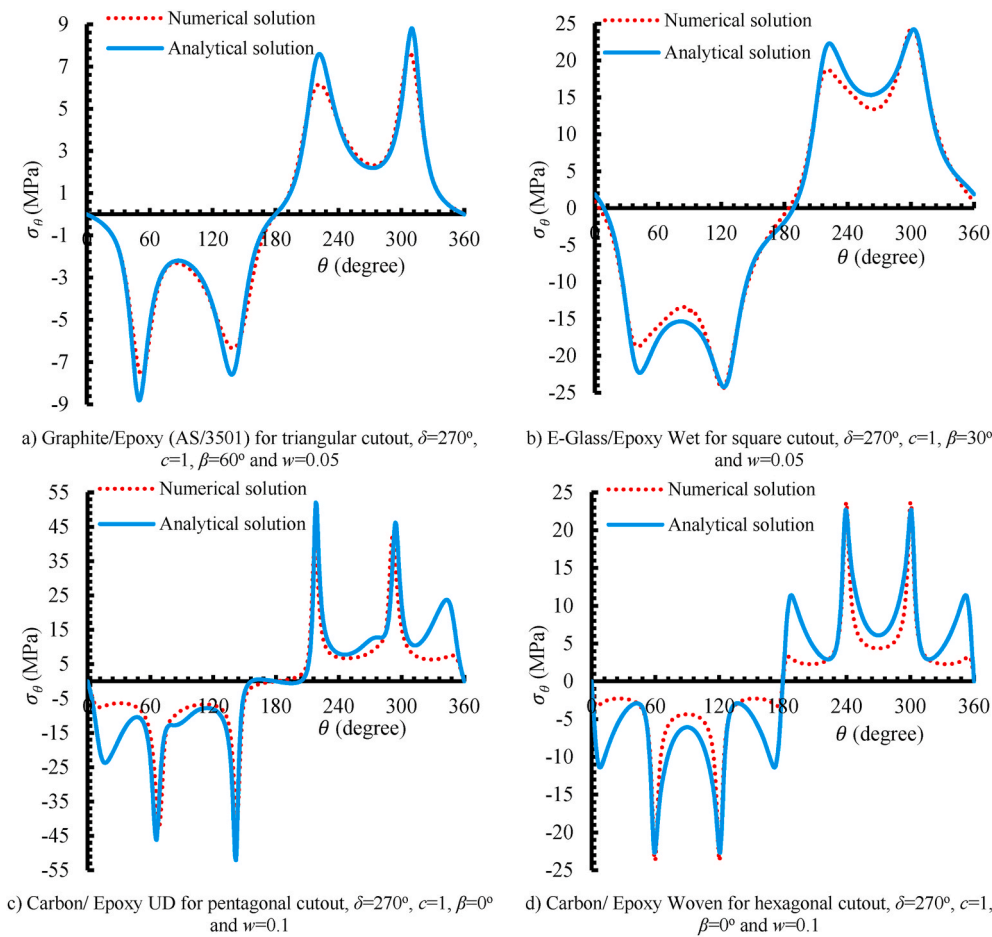 9
7
5
3
1
-1
-3
-5
-7
-9
σθ (MPa)
0 60 120 180 240 300 360
θ (degree)
Numerical solution
Analytical solution
a) Graphite/Epoxy (AS/3501) for triangular cutout, δ=270º,
c=1, β=60º and w=0.05
25
20
15
10
5
0
-5
-10
-15
-20
-25
σθ (MPa)
0 60 120 180 240 300 360
θ (degree)
Numerical solution
Analytical solution
b) E-Glass/Epoxy Wet for square cutout, δ=270º, c=1, β=30º
and w=0.05
55
45
35
25
15
5
-5
-15
-25
-35
-45
-55
σθ (MPa)
0 60 120 180 240 300 360
θ (degree)
Numerical solution
Analytical solution
c) Carbon/ Epoxy UD for pentagonal cutout, δ=270º, c=1, β=0º
and w=0.1
25
20
15
10
5
0
-5
-10
-15
-20
-25
σθ (MPa)
0 60 120 180 240 300 360
θ (degree)
Numerical solution
Analytical solution
d) Carbon/ Epoxy Woven for hexagonal cutout, δ=270º, c=1,
β=0º and w=0.1